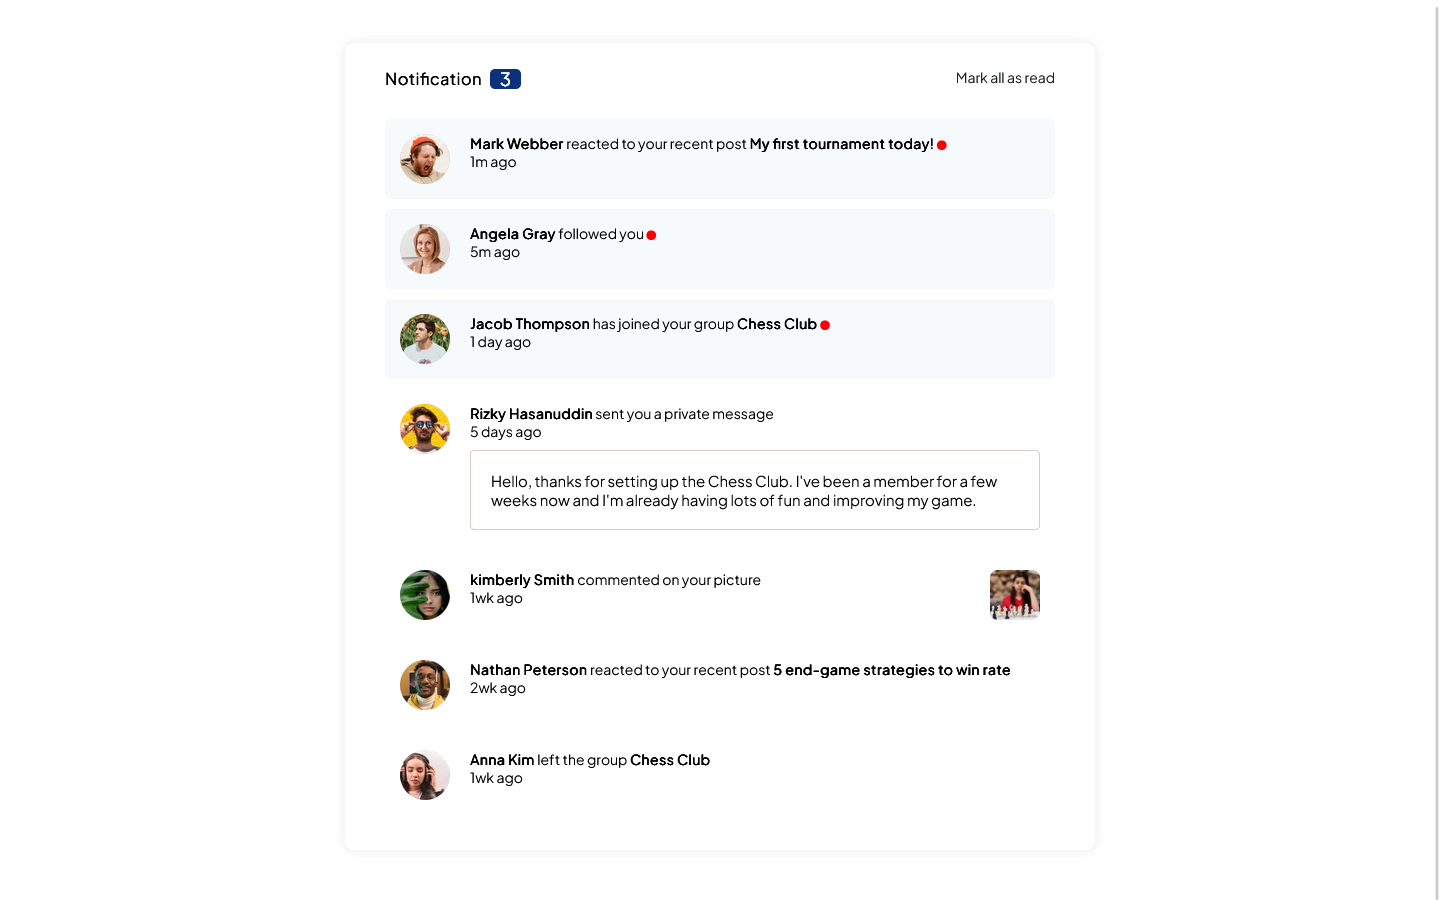 Notification 3
Mark all as read
Mark Webber reacted to your recent post My first tournament today!
1m ago
Angela Gray followed you
5m ago
Jacob Thompson has joined your group Chess Club
1 day ago
Rizky Hasanuddin sent you a private message
5 days ago
Hello, thanks for setting up the Chess Club. I've been a member for a few
weeks now and I'm already having lots of fun and improving my game.
kimberly Smith commented on your picture
1wk ago
Nathan Peterson reacted to your recent post 5 end-game strategies to win rate
2wk ago
Anna Kim left the group Chess Club
1wk ago